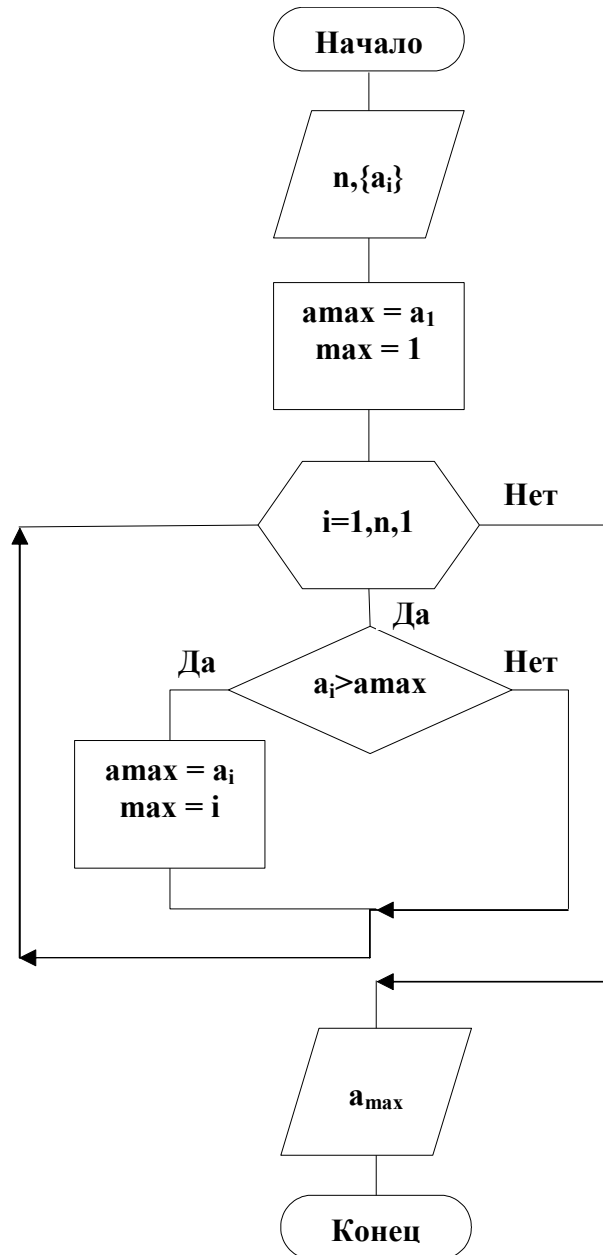 Начало
n,{aᵢ}
amax = a₁
max = 1
i=1,n,1
Нет
Да
Да
aᵢ>amax
Нет
amax = aᵢ
max = i
aₘₐₓ
Конец